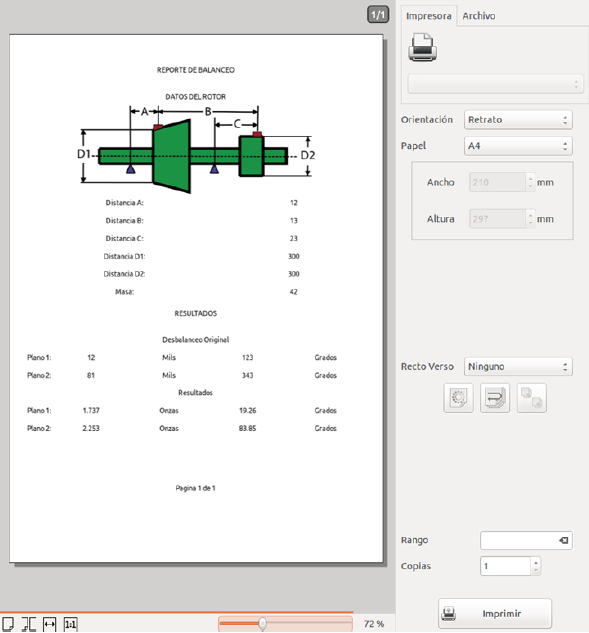 1/1
REPORTE DE BALANCEO
DATOS DEL ROTOR
A B
C
D1 D2
Distancia A: 12
Distancia B: 13
Distancia C: 23
Distancia D1: 300
Distancia D2: 300
Masa: 42
RESULTADOS
Desbalanceo Original
Plano 1: 12 Mils 123 Grados
Plano 2: 81 Mils 343 Grados
Resultados
Plano 1: 1.737 Onzas 19.26 Grados
Plano 2: 2.253 Onzas 83.85 Grados
Pagina 1 de 1
1:1
72 %
Impresora Archivo
Orientación Retrato
Papel A4
Ancho 210 mm
Altura 297 mm
Recto Verso Ninguno
Rango
Copias 1
Imprimir